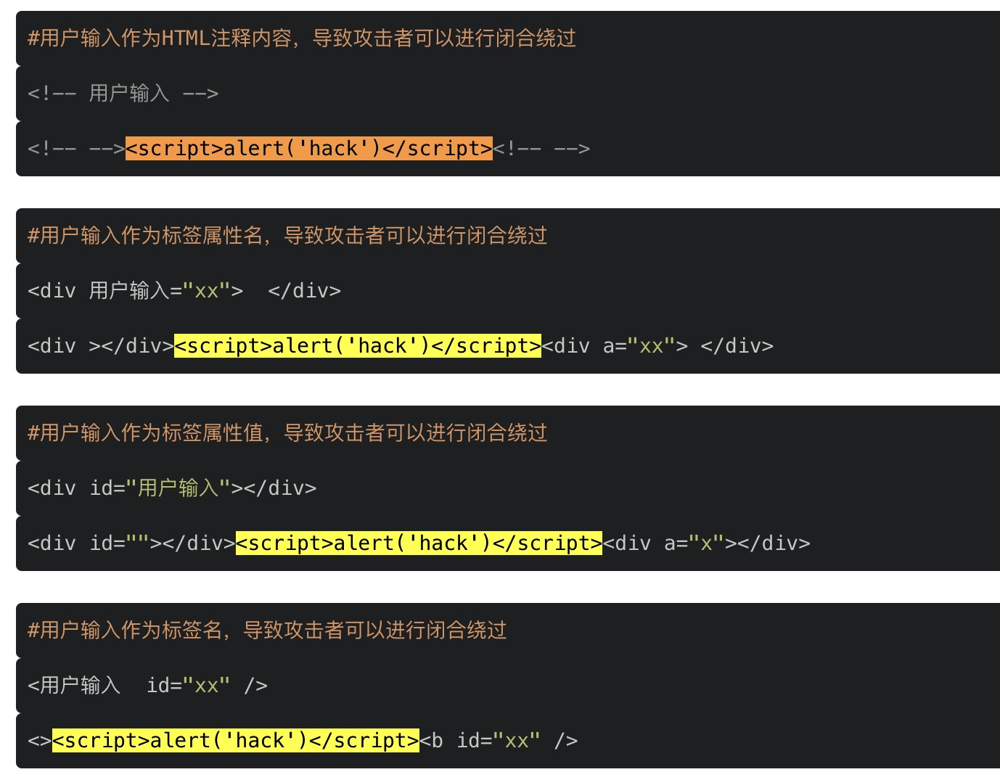 #用户输入作为HTML注释内容，导致攻击者可以进行闭合绕过
<!-- 用户输入 -->
<!-- --><script>alert('hack')</script><!-- -->
#用户输入作为标签属性名，导致攻击者可以进行闭合绕过
<div 用户输入="xx">  </div>
<div ></div><script>alert('hack')</script><div a="xx"> </div>
#用户输入作为标签属性值，导致攻击者可以进行闭合绕过
<div id="用户输入"></div>
<div id=""></div><script>alert('hack')</script><div a="x"></div>
#用户输入作为标签名，导致攻击者可以进行闭合绕过
<用户输入  id="xx" />
<><script>alert('hack')</script><b id="xx" />